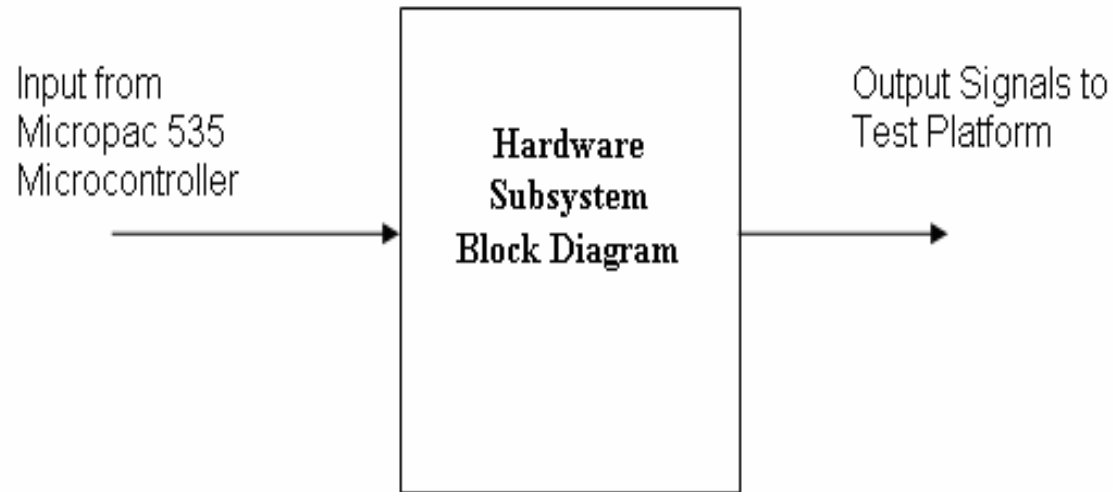 Input from
Micropac 535
Microcontroller
Hardware
Subsystem
Block Diagram
Output Signals to
Test Platform